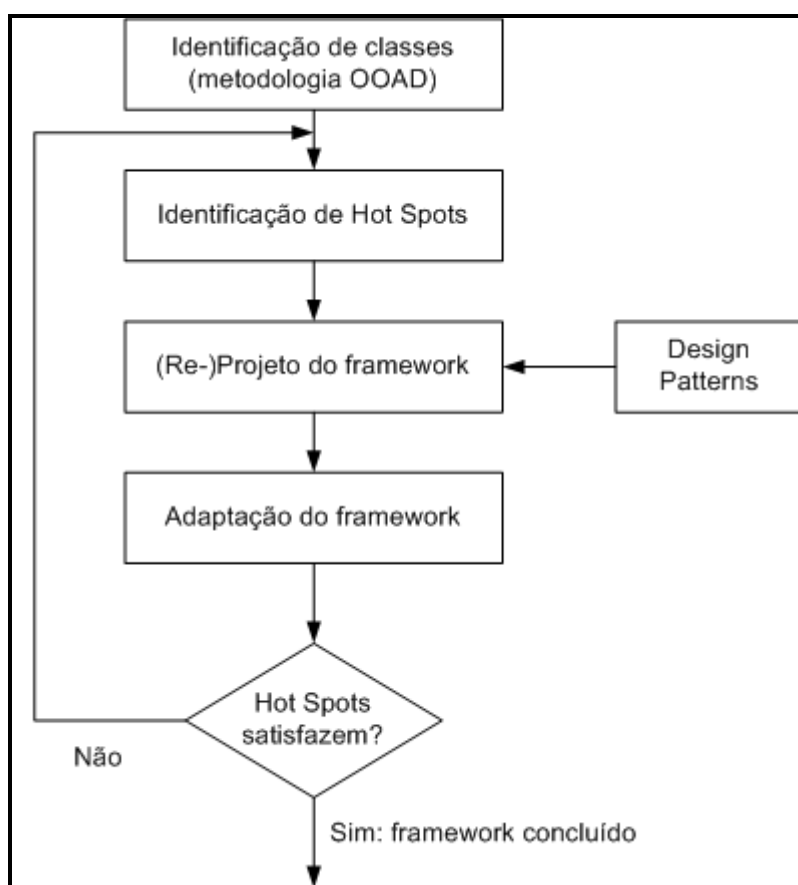 Identificação de classes
(metodologia OOAD)
Identificação de Hot Spots
(Re-)Projeto do framework
Design
Patterns
Adaptação do framework
Hot Spots
satisfazem?
Não
Sim: framework concluído